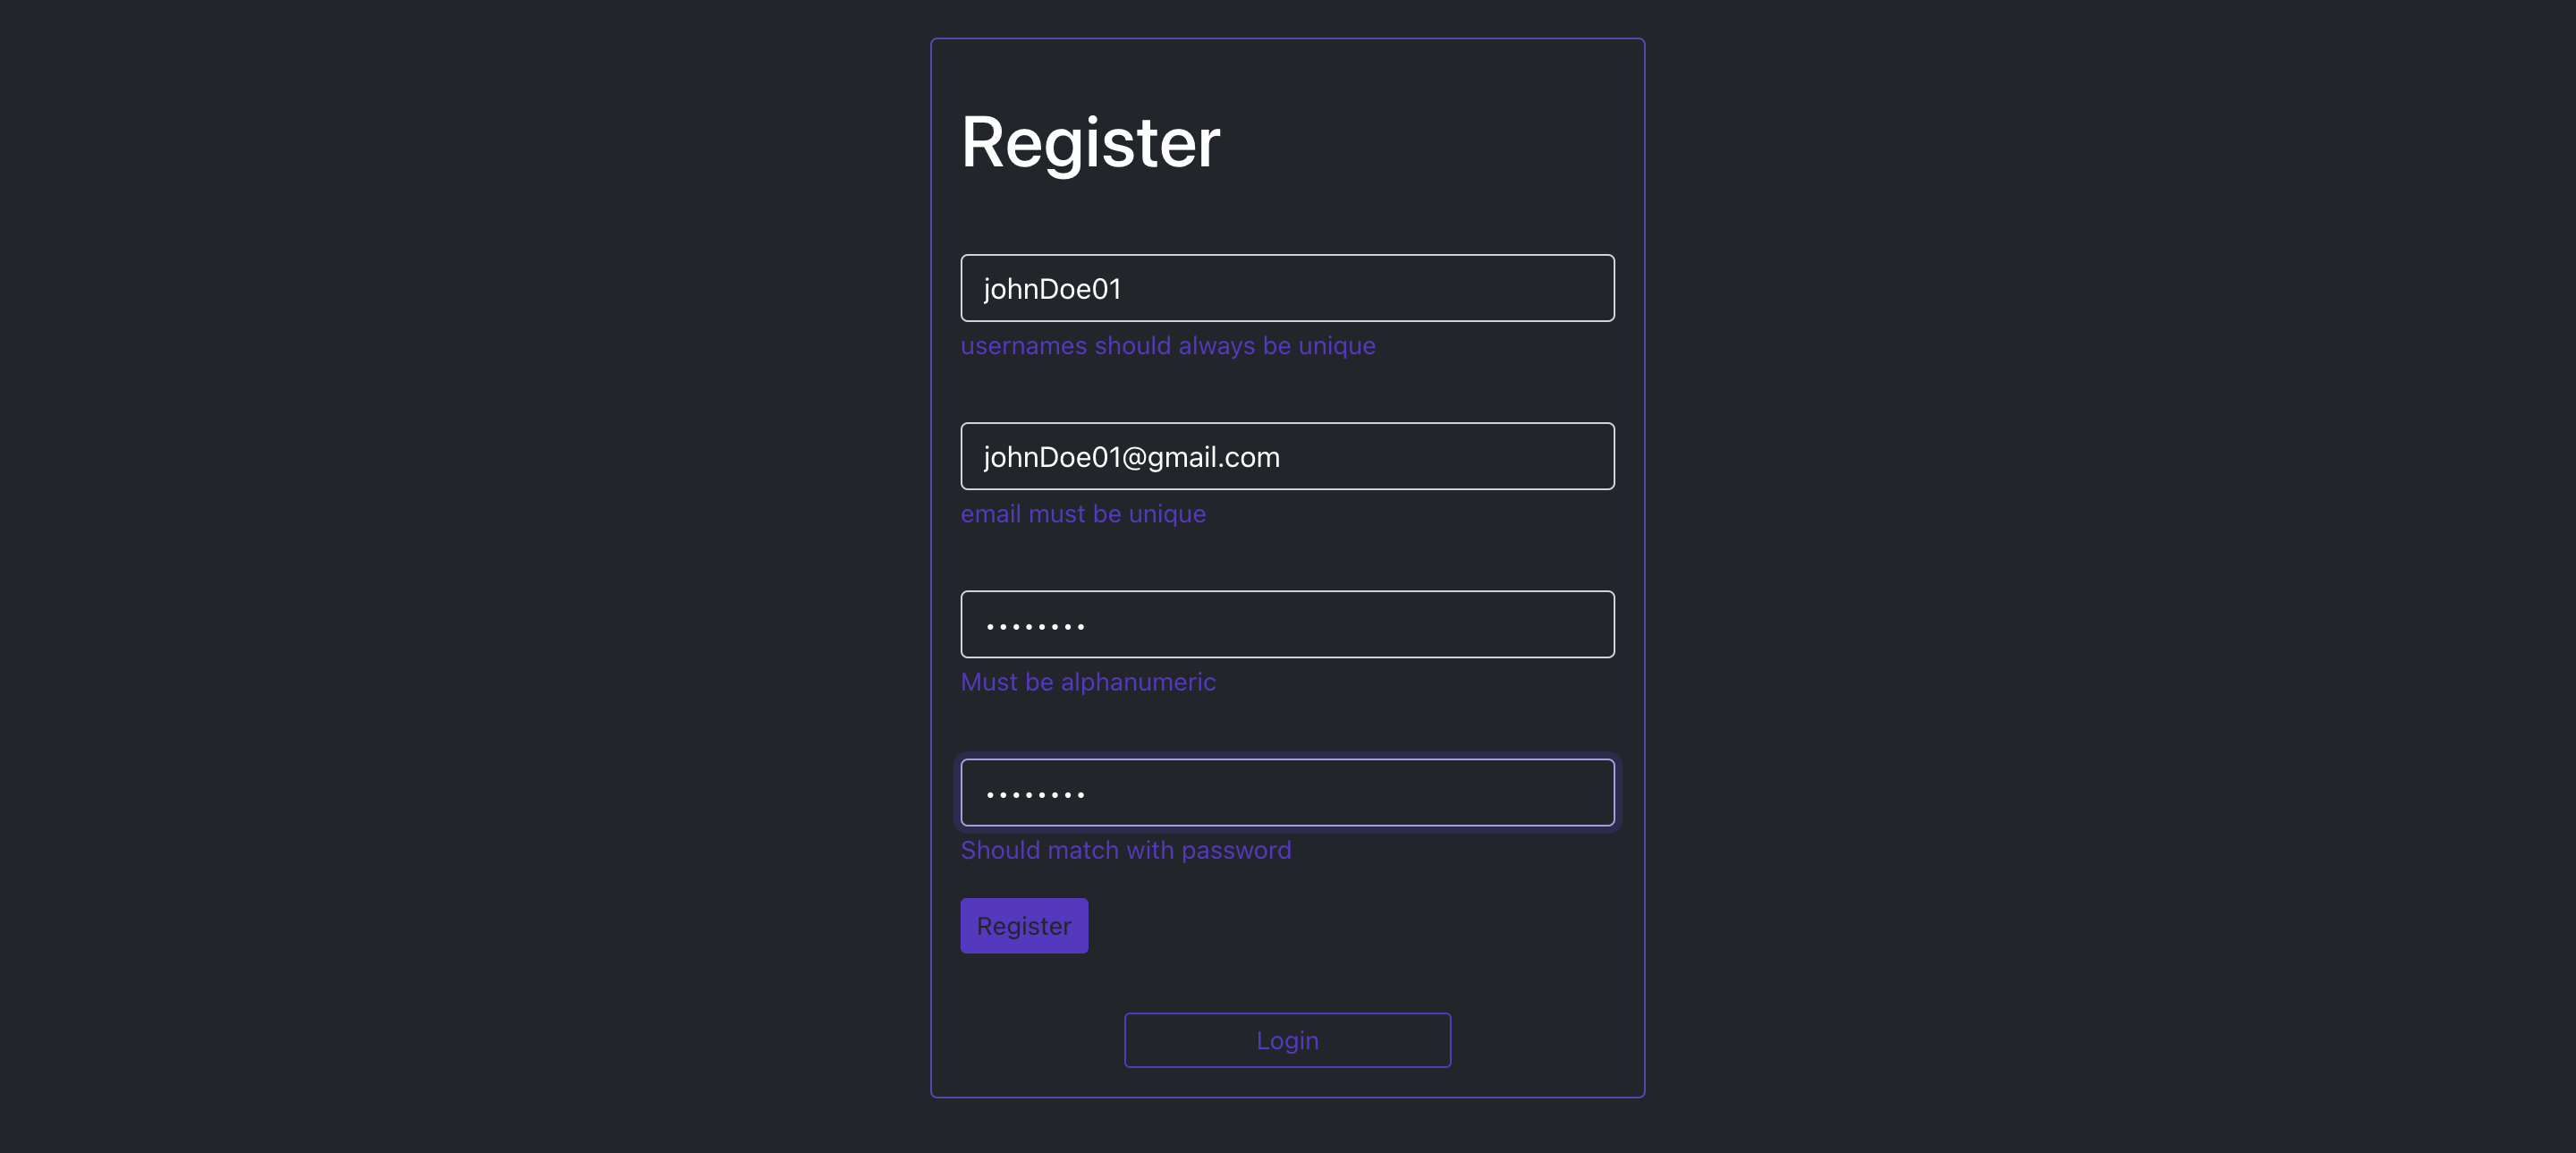 Register
johnDoe01
usernames should always be unique
johnDoe01@gmail.com
email must be unique
••••••••
Must be alphanumeric
••••••••
Should match with password
Register
Login